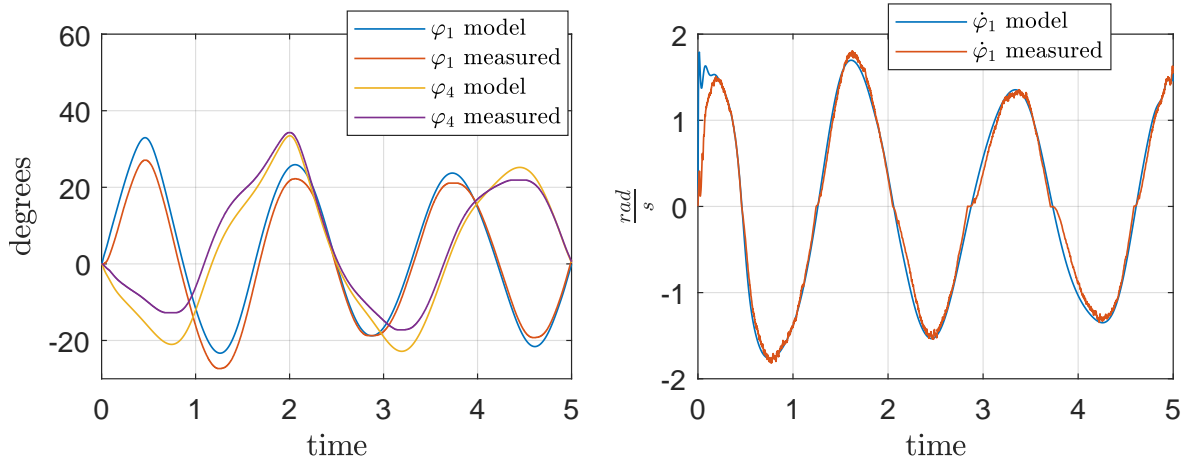 φ₁ model
φ₁ measured
φ₄ model
φ₄ measured
60
40
20
0
-20
degrees
0 1 2 3 4 5
time
φ̇₁ model
φ̇₁ measured
2
1
0
-1
-2
rad/s
0 1 2 3 4 5
time